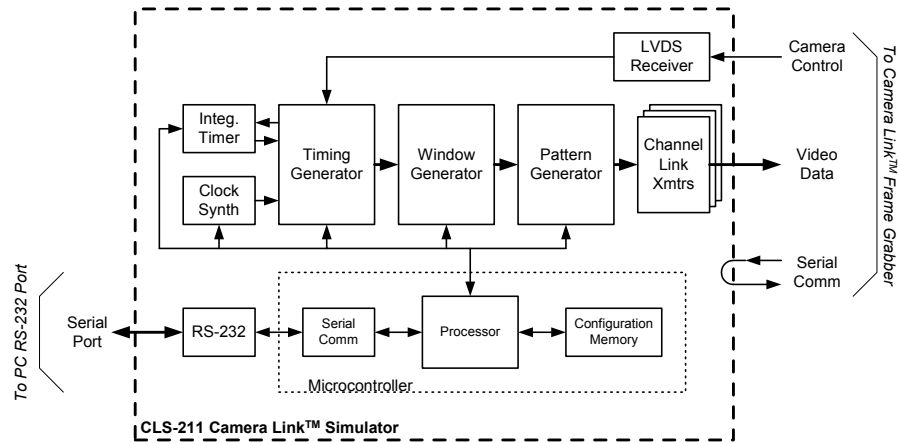 LVDS
Receiver
Camera
Control
To Camera Link™ Frame Grabber
Integ.
Timer
Timing
Generator
Window
Generator
Pattern
Generator
Channel
Link
Xmtrs
Video
Data
Clock
Synth
Serial
Comm
To PC RS-232 Port
Serial
Port
RS-232
Serial
Comm
Processor
Configuration
Memory
Microcontroller
CLS-211 Camera Link™ Simulator